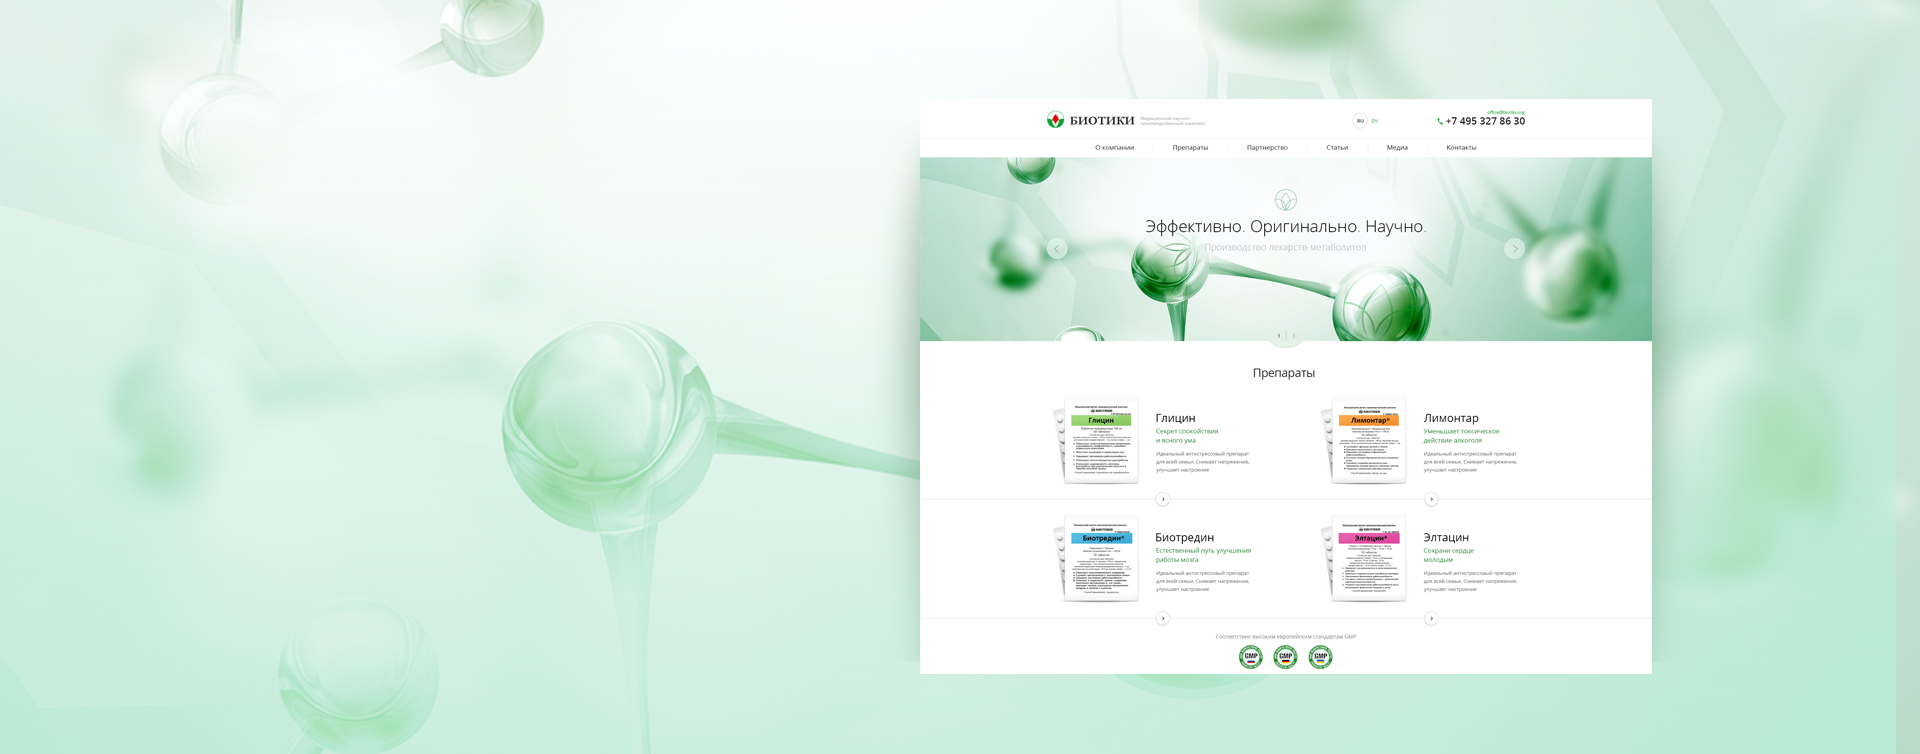 office@biotiki.org
БИОТИКИ
Медицинский научно-
производственный комплекс
RU
EN
+7 495 327 86 30
О компании
Препараты
Партнерство
Статьи
Медиа
Контакты
Эффективно. Оригинально. Научно.
Производство лекарств-метаболитов
1
Препараты
БИОТИКИ
Глицин
Глицин
Секрет спокойствия
и ясного ума
Идеальный антистрессовый препарат
для всей семьи. Снимает напряжение,
улучшает настроение
БИОТИКИ
Лимонтар®
Лимонтар
Уменьшает токсическое
действие алкоголя
Идеальный антистрессовый препарат
для всей семьи. Снимает напряжение,
улучшает настроение
БИОТИКИ
Биотредин®
Биотредин
Естественный путь улучшения
работы мозга
Идеальный антистрессовый препарат
для всей семьи. Снимает напряжение,
улучшает настроение
БИОТИКИ
Элтацин®
Элтацин
Сохрани сердце
молодым
Идеальный антистрессовый препарат
для всей семьи. Снимает напряжение,
улучшает настроение
Соответствие высоким европейским стандартам GMP
GMP
GMP
GMP